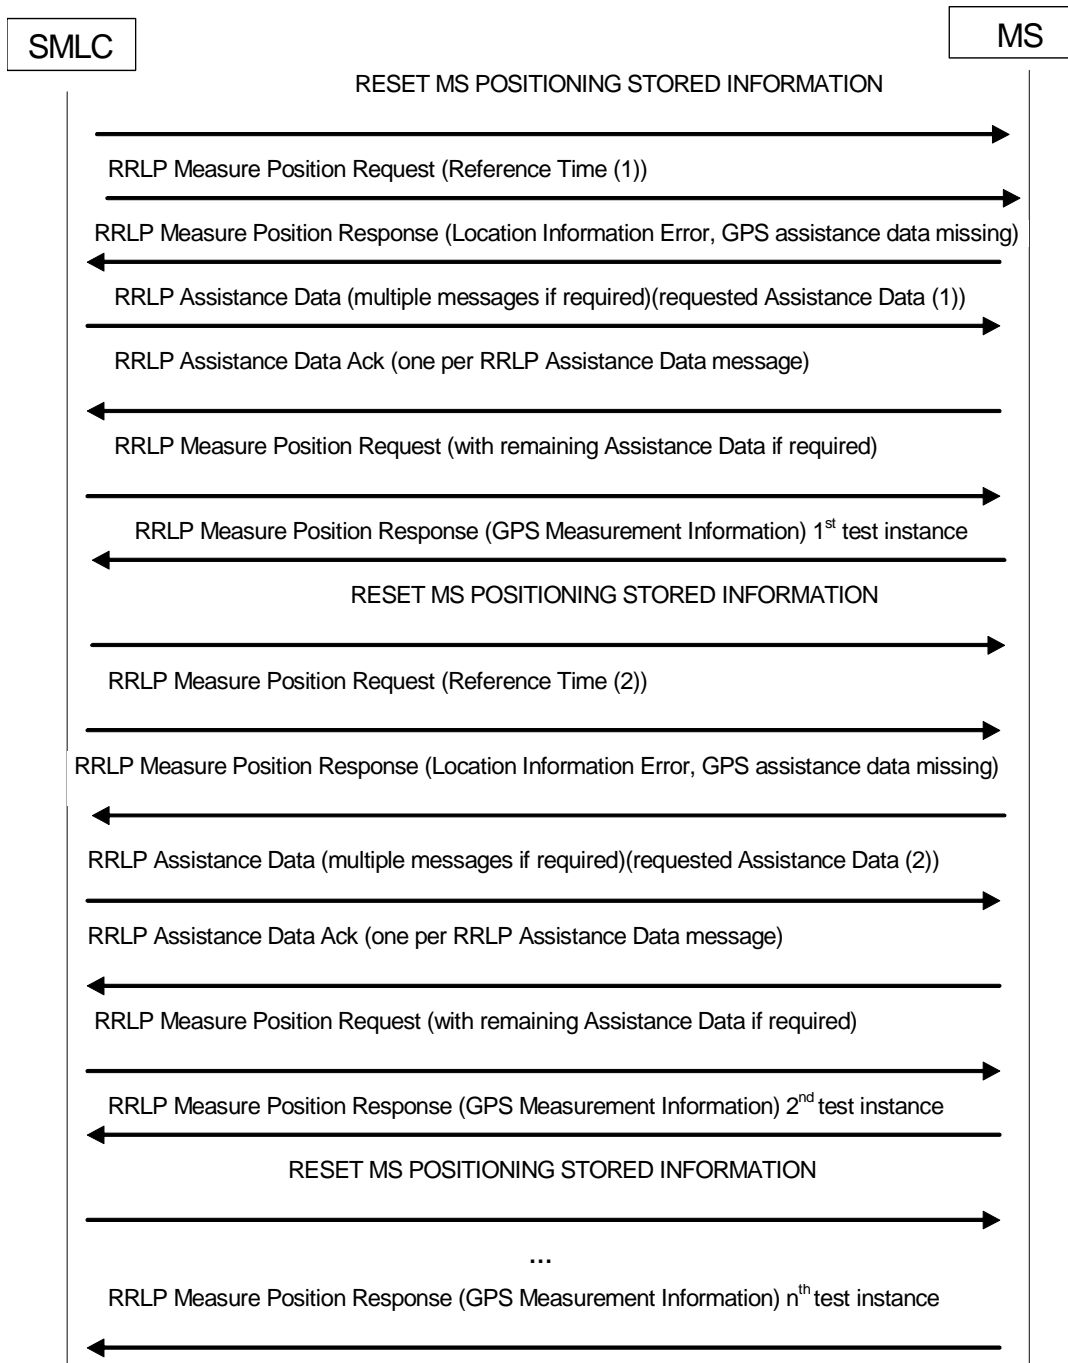 SMLC
MS
RESET MS POSITIONING STORED INFORMATION
RRLP Measure Position Request (Reference Time (1))
RRLP Measure Position Response (Location Information Error, GPS assistance data missing)
RRLP Assistance Data (multiple messages if required)(requested Assistance Data (1))
RRLP Assistance Data Ack (one per RRLP Assistance Data message)
RRLP Measure Position Request (with remaining Assistance Data if required)
RRLP Measure Position Response (GPS Measurement Information) 1st test instance
RESET MS POSITIONING STORED INFORMATION
RRLP Measure Position Request (Reference Time (2))
RRLP Measure Position Response (Location Information Error, GPS assistance data missing)
RRLP Assistance Data (multiple messages if required)(requested Assistance Data (2))
RRLP Assistance Data Ack (one per RRLP Assistance Data message)
RRLP Measure Position Request (with remaining Assistance Data if required)
RRLP Measure Position Response (GPS Measurement Information) 2nd test instance
RESET MS POSITIONING STORED INFORMATION
...
RRLP Measure Position Response (GPS Measurement Information) nth test instance